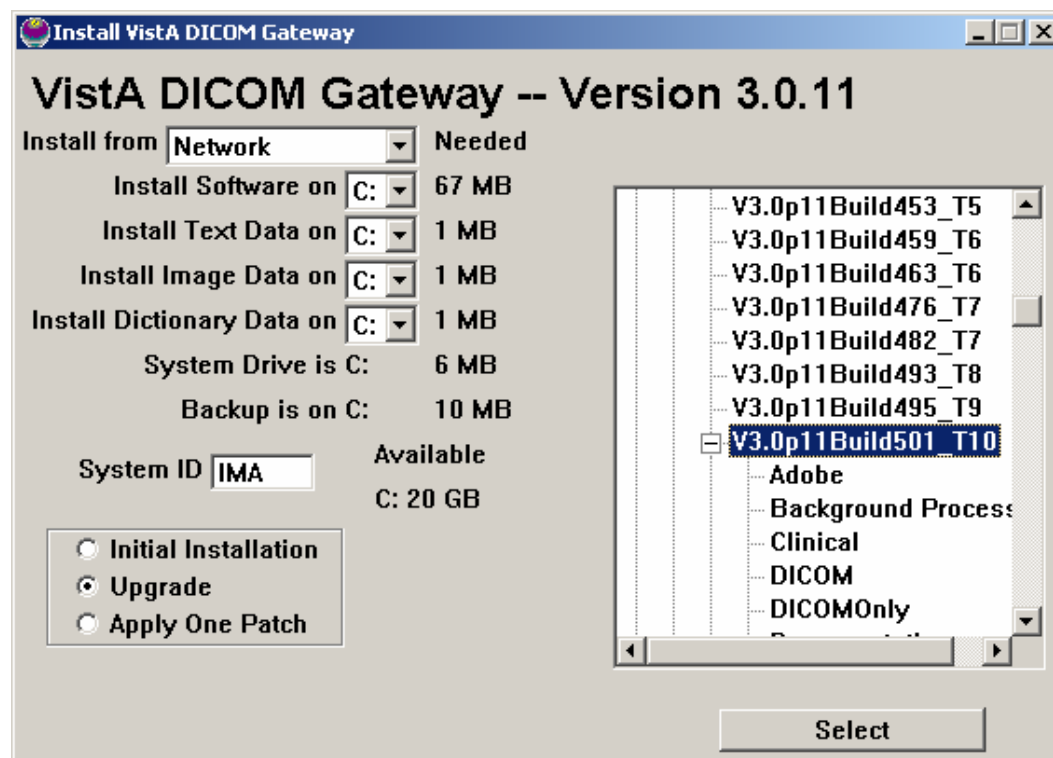 Install VistA DICOM Gateway
VistA DICOM Gateway -- Version 3.0.11
Install from Network Needed
Install Software on C: 67 MB
Install Text Data on C: 1 MB
Install Image Data on C: 1 MB
Install Dictionary Data on C: 1 MB
System Drive is C: 6 MB
Backup is on C: 10 MB
System ID IMA
Available
C: 20 GB
Initial Installation
Upgrade
Apply One Patch
V3.0p11Build453_T5
V3.0p11Build459_T6
V3.0p11Build463_T6
V3.0p11Build476_T7
V3.0p11Build482_T7
V3.0p11Build493_T8
V3.0p11Build495_T9
V3.0p11Build501_T10
Adobe
Background Process
Clinical
DICOM
DICOMOnly
Select